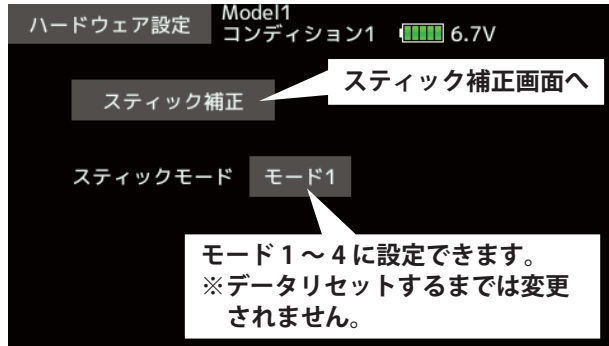 ハードウェア設定
Model1
コンディション1 6.7V
スティック補正画面へ
スティック補正
スティックモード モード1
モード 1 ~ 4 に設定できます。
※データリセットするまでは変更
されません。